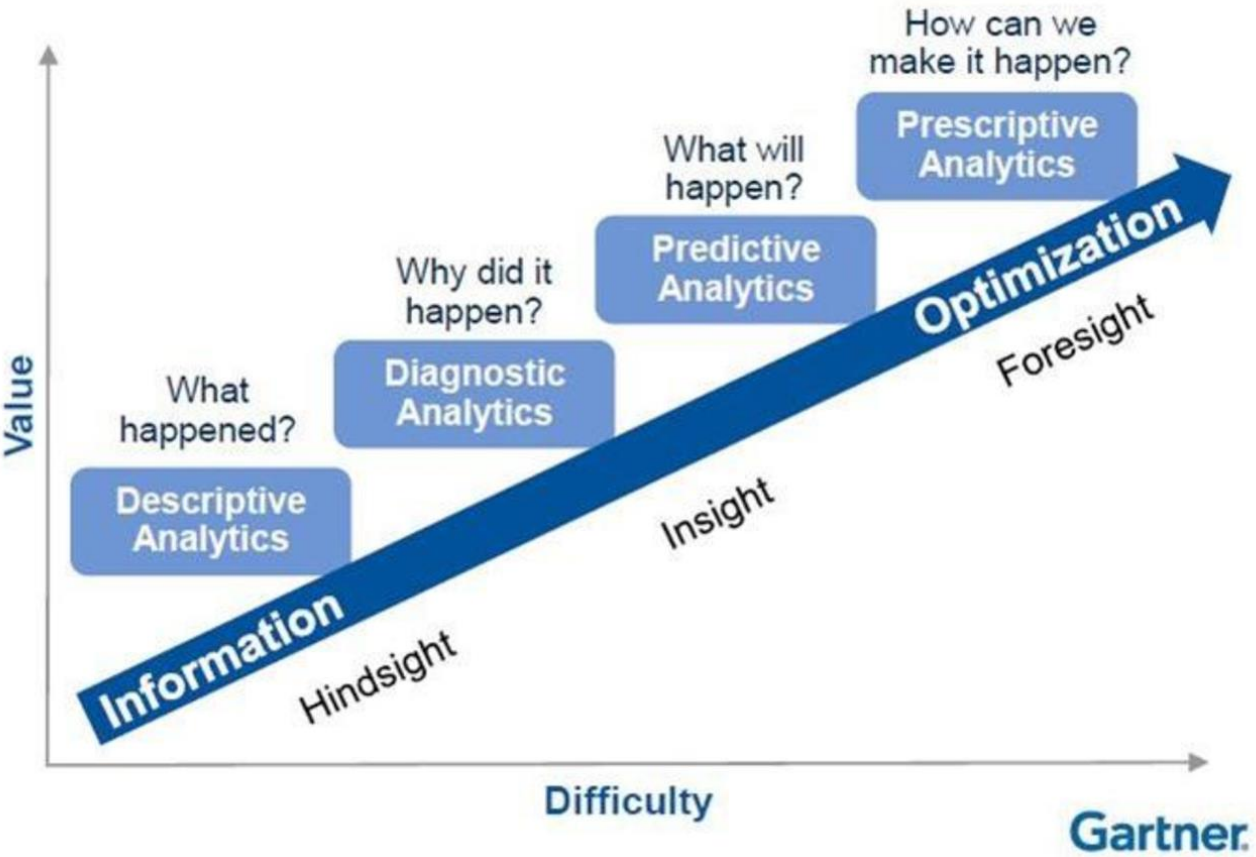 How can we
make it happen?
Prescriptive
Analytics
What will
happen?
Predictive
Analytics
Why did it
happen?
Diagnostic
Analytics
What
happened?
Descriptive
Analytics
Value
Information
Optimization
Hindsight
Insight
Foresight
Difficulty
Gartner.